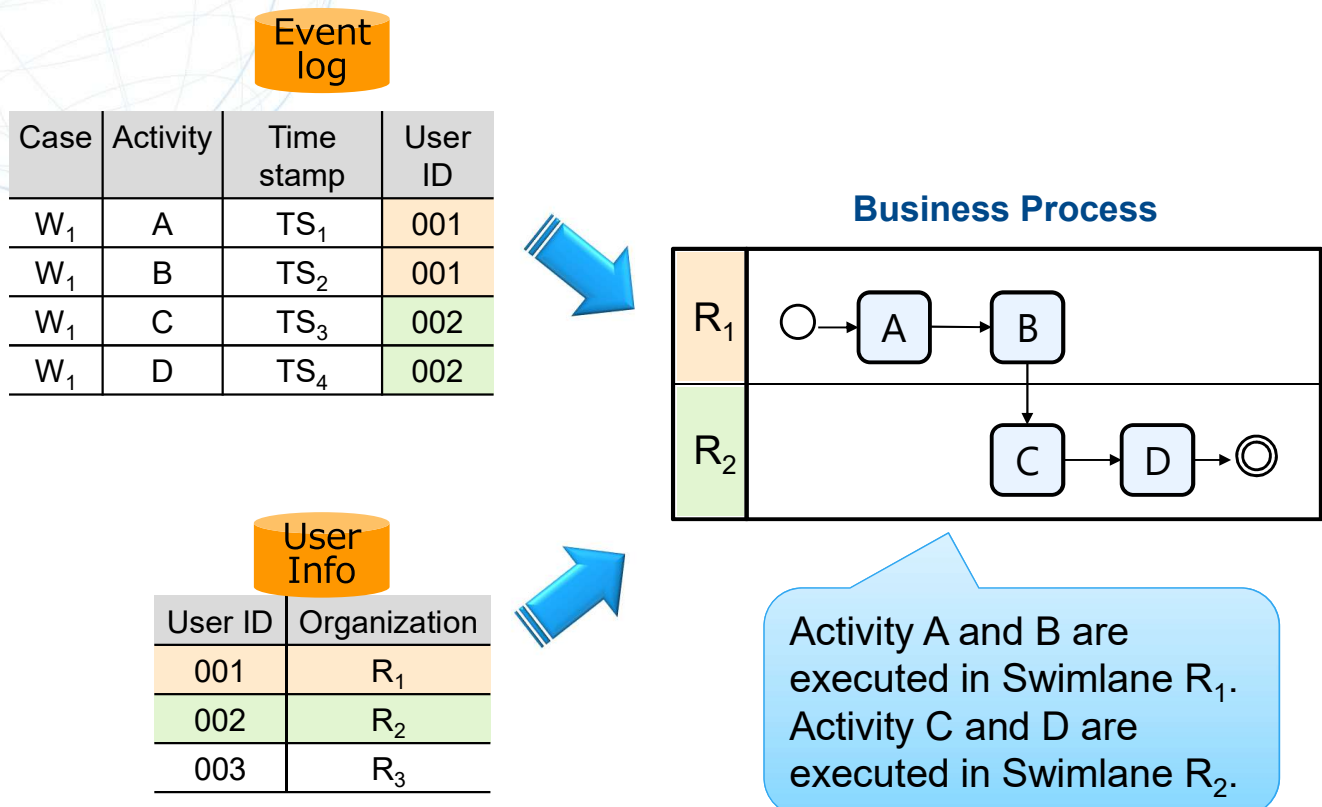 Event
log
Case Activity Time
stamp User
ID
W₁ A TS₁ 001
W₁ B TS₂ 001
W₁ C TS₃ 002
W₁ D TS₄ 002
User
Info
User ID Organization
001 R₁
002 R₂
003 R₃
Business Process
R₁ A B
R₂ C D
Activity A and B are
executed in Swimlane R₁.
Activity C and D are
executed in Swimlane R₂.